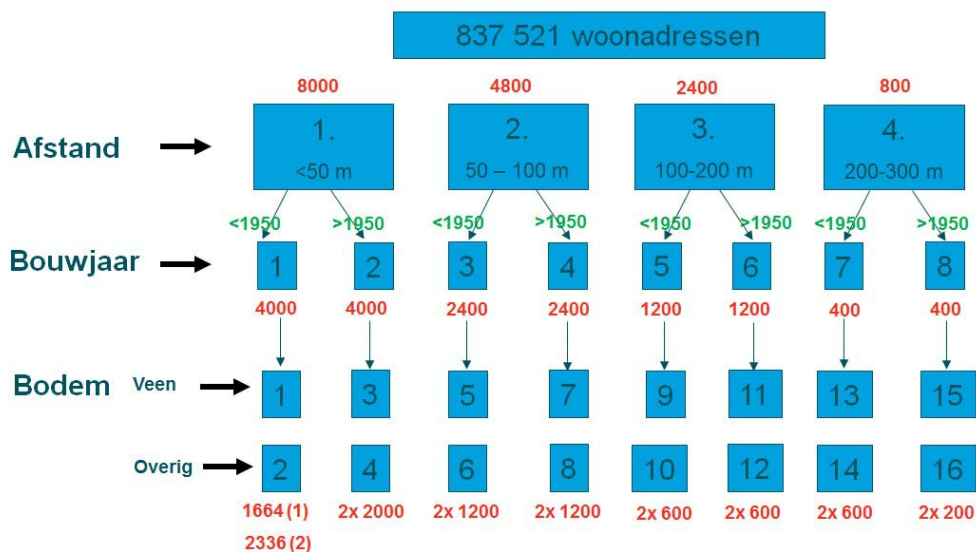 837 521 woonadressen
8000 4800 2400 800
Afstand 1. 2. 3. 4.
<50 m 50 – 100 m 100-200 m 200-300 m
<1950 >1950 <1950 >1950 <1950 >1950 <1950 >1950
Bouwjaar 1 2 3 4 5 6 7 8
4000 4000 2400 2400 1200 1200 400 400
Bodem Veen 1 3 5 7 9 11 13 15
Overig 2 4 6 8 10 12 14 16
1664 (1) 2x 2000 2x 1200 2x 1200 2x 600 2x 600 2x 600 2x 200
2336 (2)